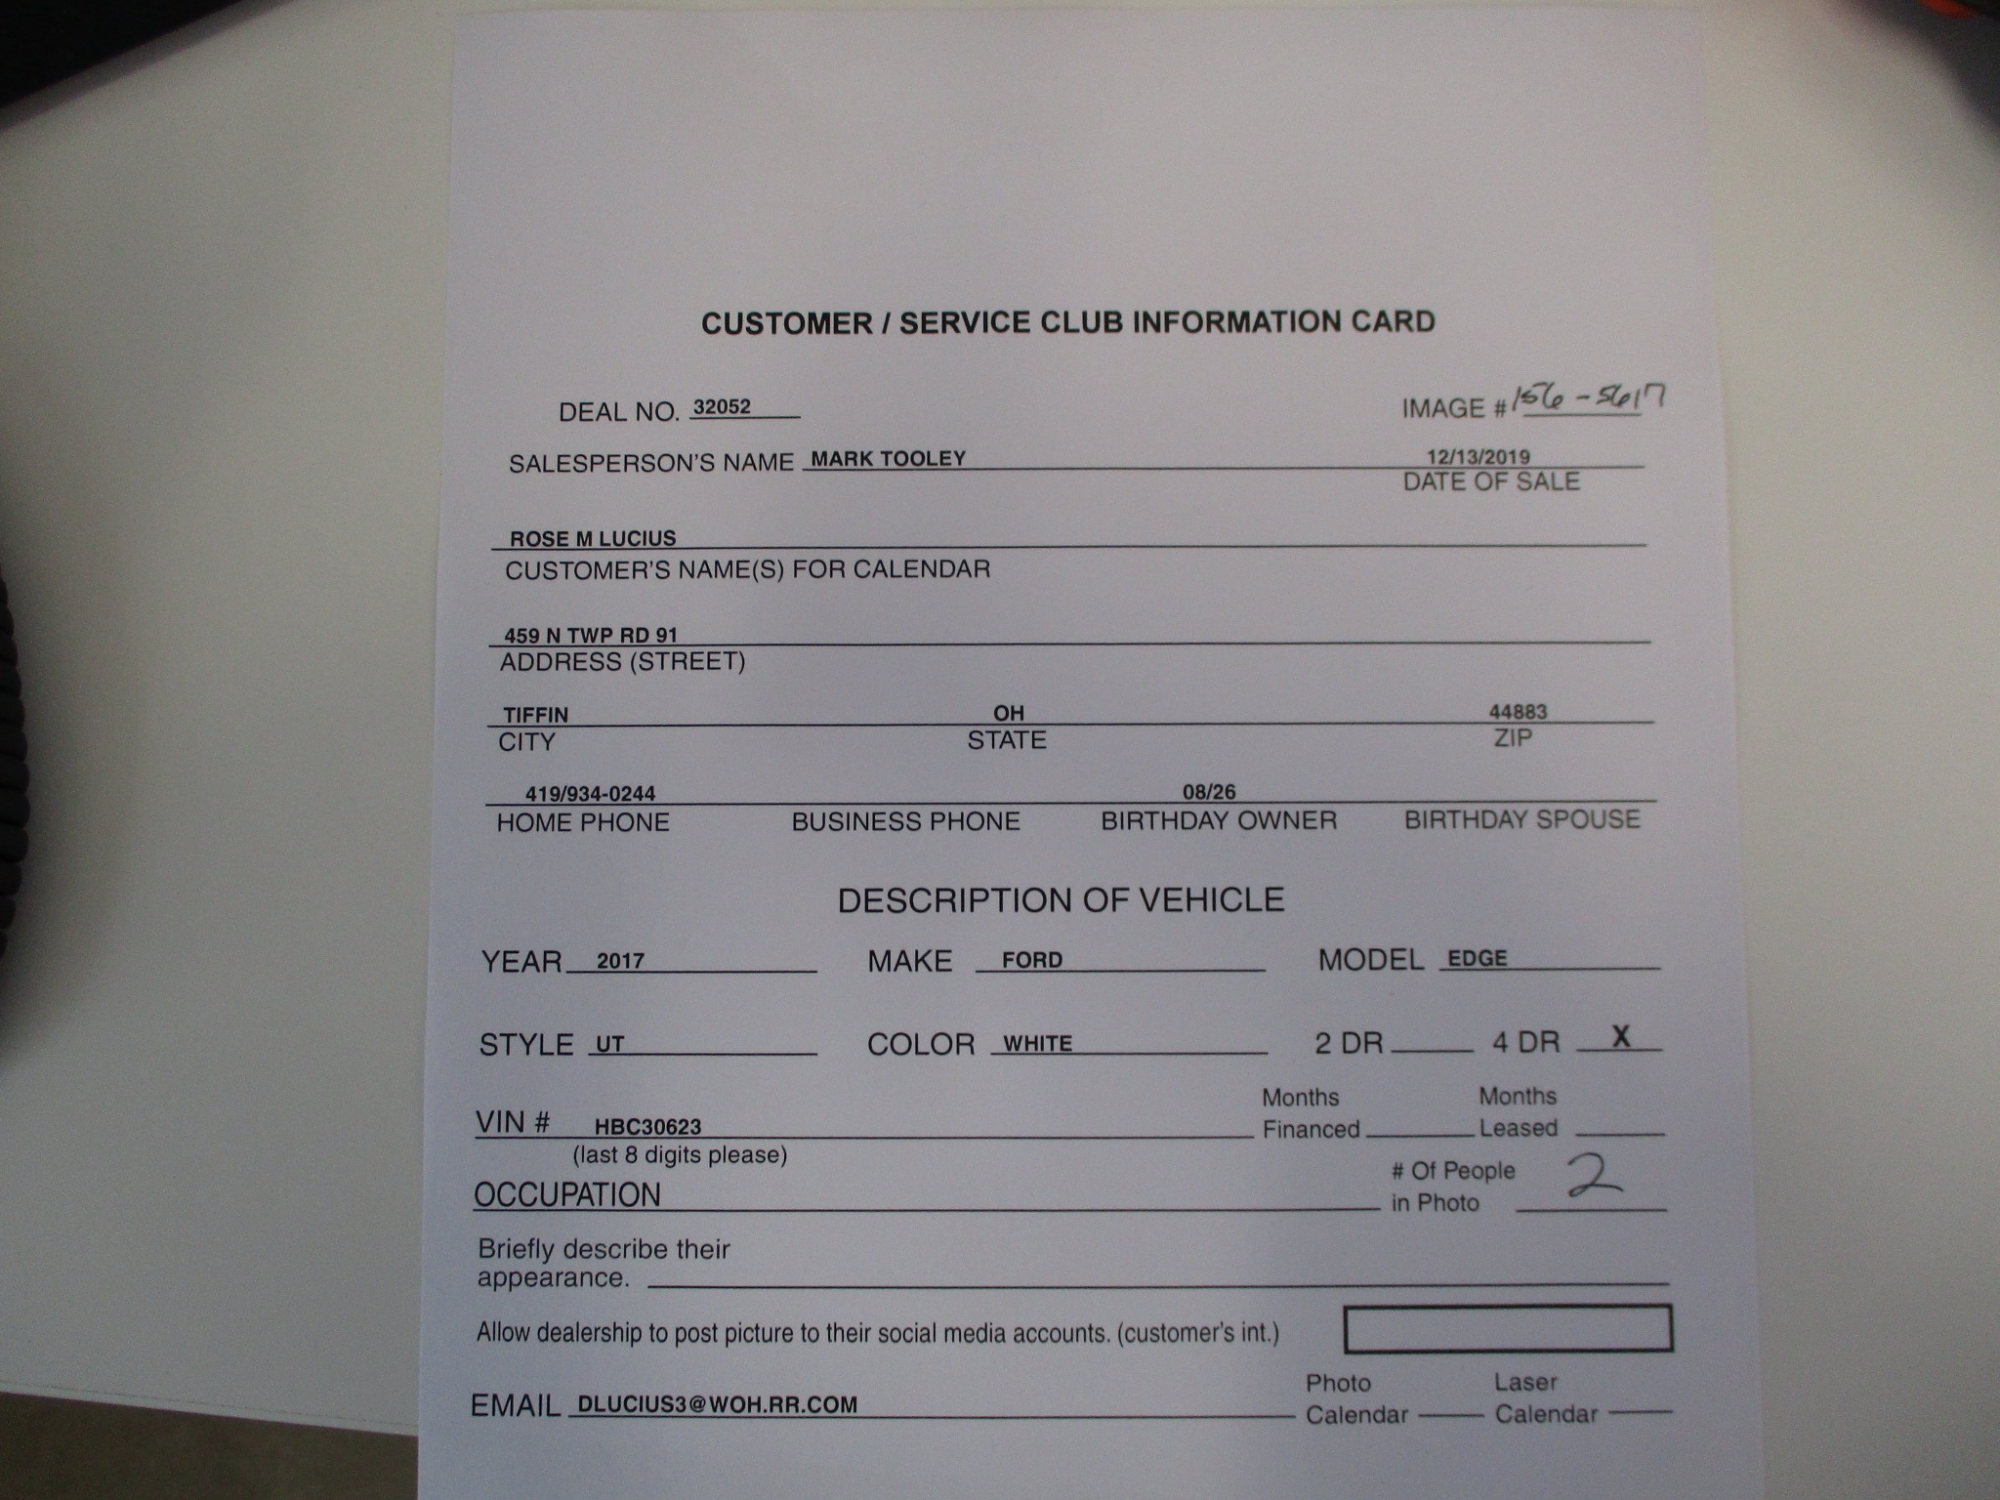 CUSTOMER / SERVICE CLUB INFORMATION CARD
DEAL NO. 32052 IMAGE # 156-5617
SALESPERSON'S NAME MARK TOOLEY 12/13/2019
DATE OF SALE
ROSE M LUCIUS
CUSTOMER'S NAME(S) FOR CALENDAR
459 N TWP RD 91
ADDRESS (STREET)
TIFFIN OH 44883
CITY STATE ZIP
419/934-0244 08/26
HOME PHONE BUSINESS PHONE BIRTHDAY OWNER BIRTHDAY SPOUSE
DESCRIPTION OF VEHICLE
YEAR 2017 MAKE FORD MODEL EDGE
STYLE UT COLOR WHITE 2 DR 4 DR X
Months Months
VIN # HBC30623 Financed Leased
(last 8 digits please)
# Of People 2
OCCUPATION in Photo
Briefly describe their
appearance.
Allow dealership to post picture to their social media accounts. (customer's int.)
Photo Laser
EMAIL DLUCIUS3@WOH.RR.COM Calendar Calendar